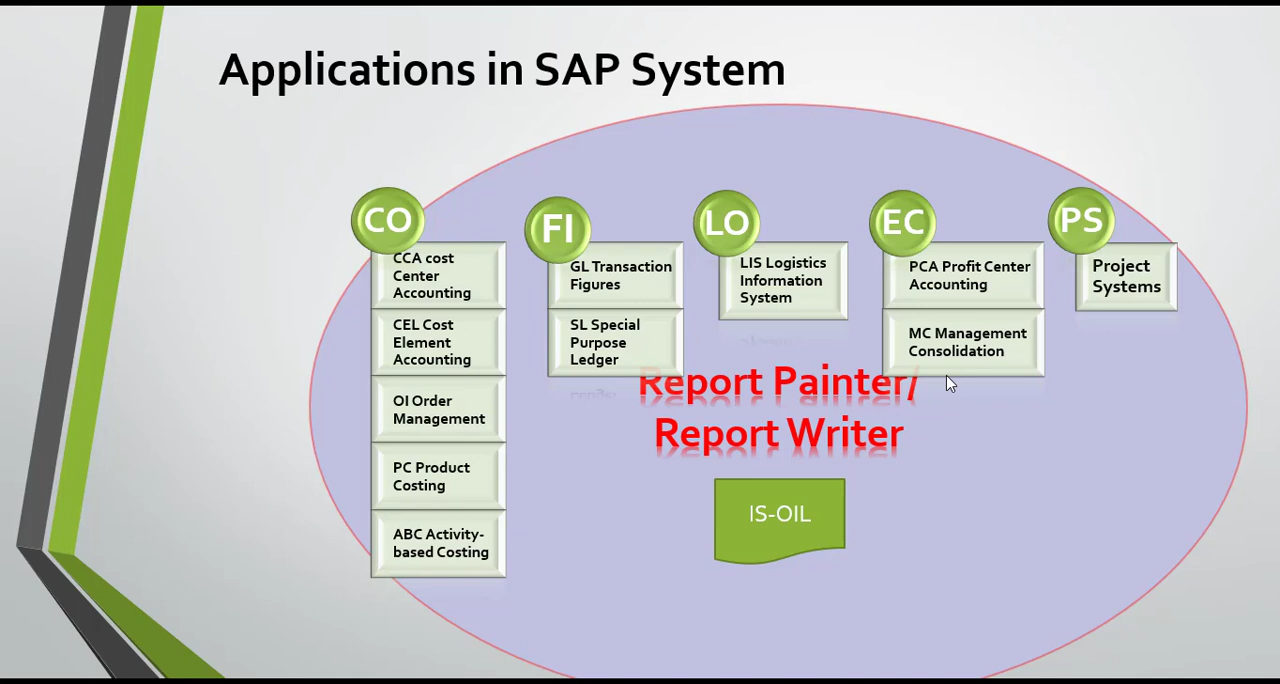 Applications in SAP System
CO
CCA cost
Center
Accounting
CEL Cost
Element
Accounting
OI Order
Management
PC Product
Costing
ABC Activity-
based Costing
FI
GL Transaction
Figures
SL Special
Purpose
Ledger
LO
LIS Logistics
Information
System
EC
PCA Profit Center
Accounting
MC Management
Consolidation
PS
Project
Systems
Report Painter/
Report Writer
IS-OIL